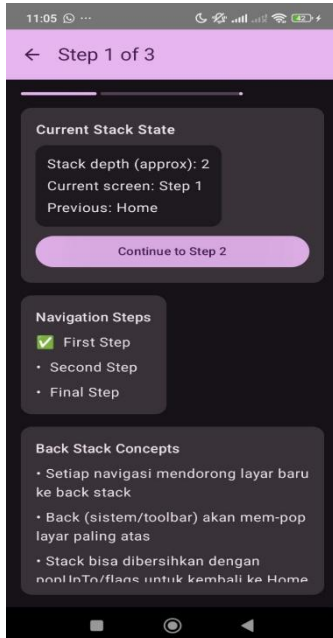 11:05
42
← Step 1 of 3
Current Stack State
Stack depth (approx): 2
Current screen: Step 1
Previous: Home
Continue to Step 2
Navigation Steps
✅ First Step
• Second Step
• Final Step
Back Stack Concepts
• Setiap navigasi mendorong layar baru
ke back stack
• Back (sistem/toolbar) akan mem-pop
layar paling atas
• Stack bisa dibersihkan dengan
popUpTo/flags untuk kembali ke Home